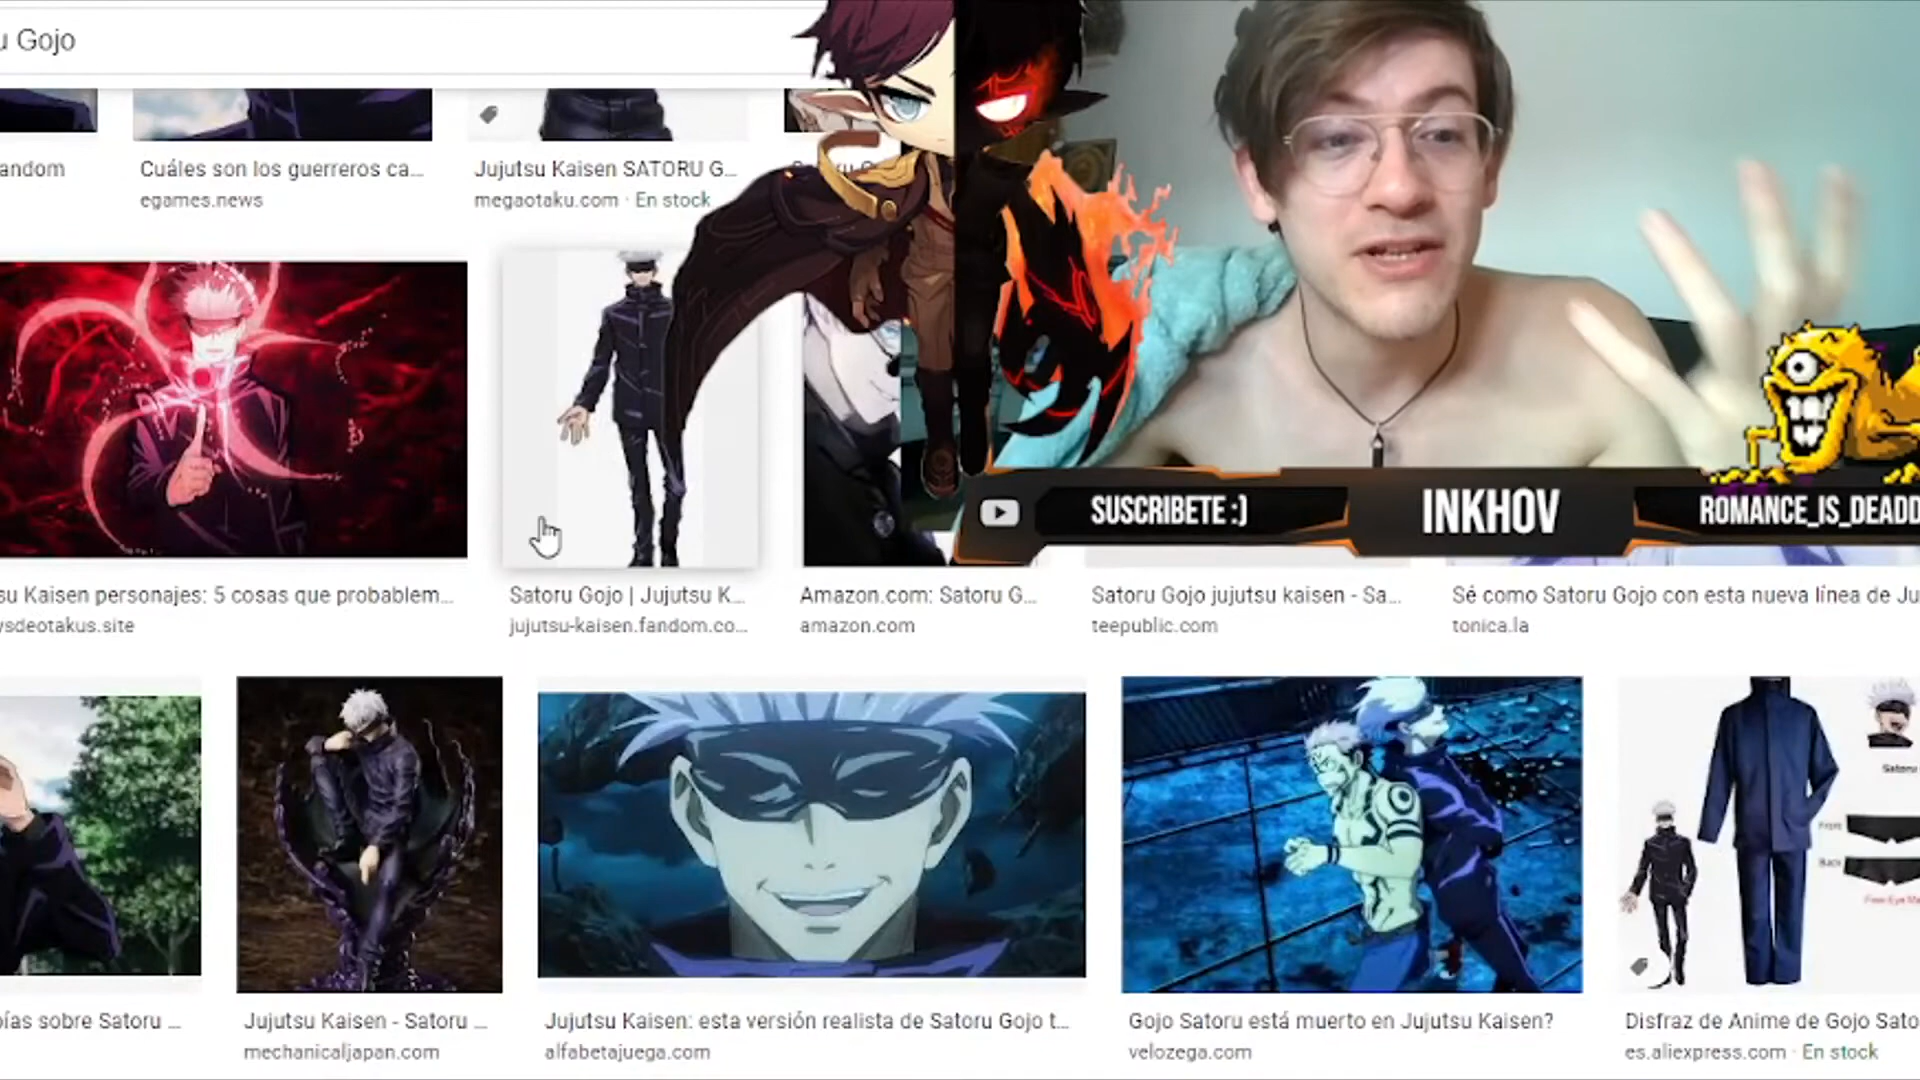 u Gojo
andom
Cuáles son los guerreros ca...
egames.news
Jujutsu Kaisen SATORU G...
megaotaku.com · En stock
SUSCRIBETE :)
INKHOV
ROMANCE_IS_DEADD
su Kaisen personajes: 5 cosas que probablem...
ysdeotakus.site
Satoru Gojo | Jujutsu K...
jujutsu-kaisen.fandom.co...
Amazon.com: Satoru G...
amazon.com
Satoru Gojo jujutsu kaisen - Sa...
teepublic.com
Sé como Satoru Gojo con esta nueva línea de Ju
tonica.la
Satoru
Front
Back
bías sobre Satoru ...
Jujutsu Kaisen - Satoru ...
mechanicaljapan.com
Jujutsu Kaisen: esta versión realista de Satoru Gojo t...
alfabetajuega.com
Gojo Satoru está muerto en Jujutsu Kaisen?
velozega.com
Disfraz de Anime de Gojo Sato
es.aliexpress.com · En stock